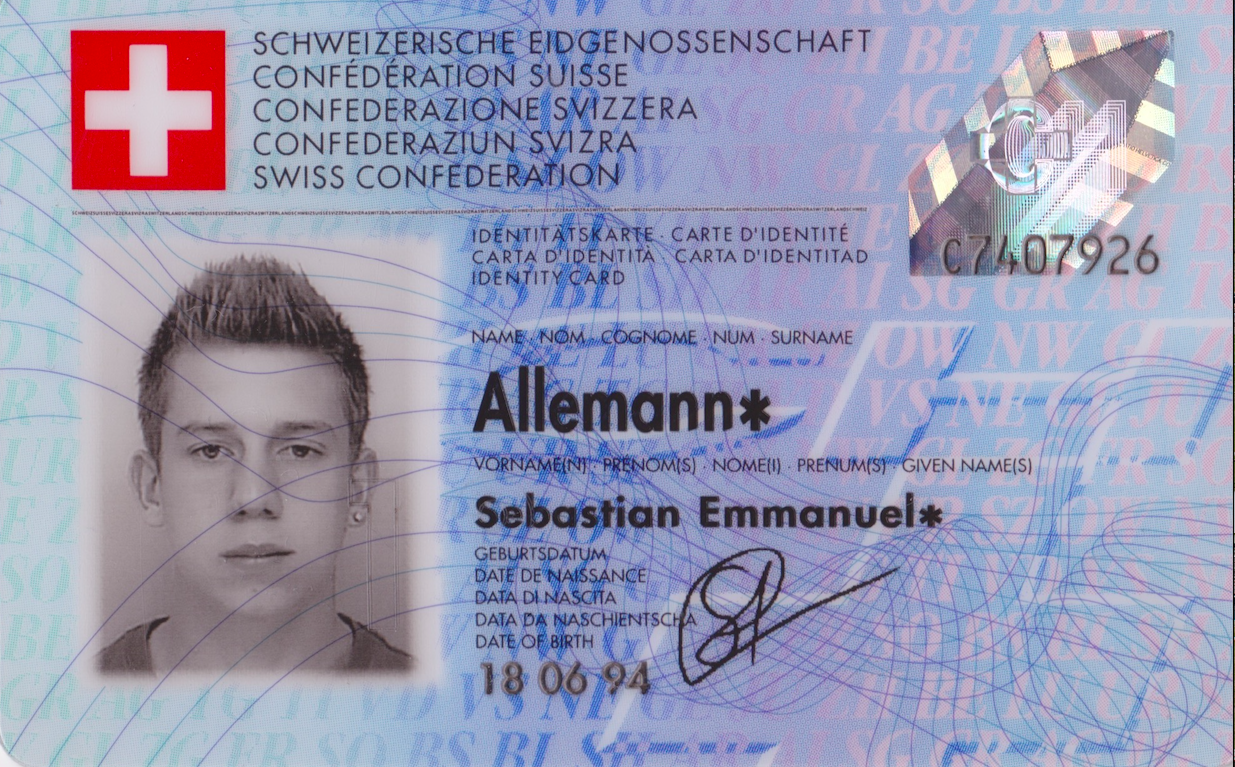 SCHWEIZERISCHE EIDGENOSSENSCHAFT
CONFÉDÉRATION SUISSE
CONFEDERAZIONE SVIZZERA
CONFEDERAZIUN SVIZRA
SWISS CONFEDERATION
C11
C7407926
IDENTITÄTSKARTE · CARTE D'IDENTITÉ
CARTA D'IDENTITÀ · CARTA D'IDENTITAD
IDENTITY CARD
NAME · NOM · COGNOME · NUM · SURNAME
Allemann*
VORNAME(N) · PRÉNOM(S) · NOME(I) · PRENUM(S) · GIVEN NAME(S)
Sebastian Emmanuel*
GEBURTSDATUM
DATE DE NAISSANCE
DATA DI NASCITA
DATA DA NASCHIENTSCHA
DATE OF BIRTH
18 06 94